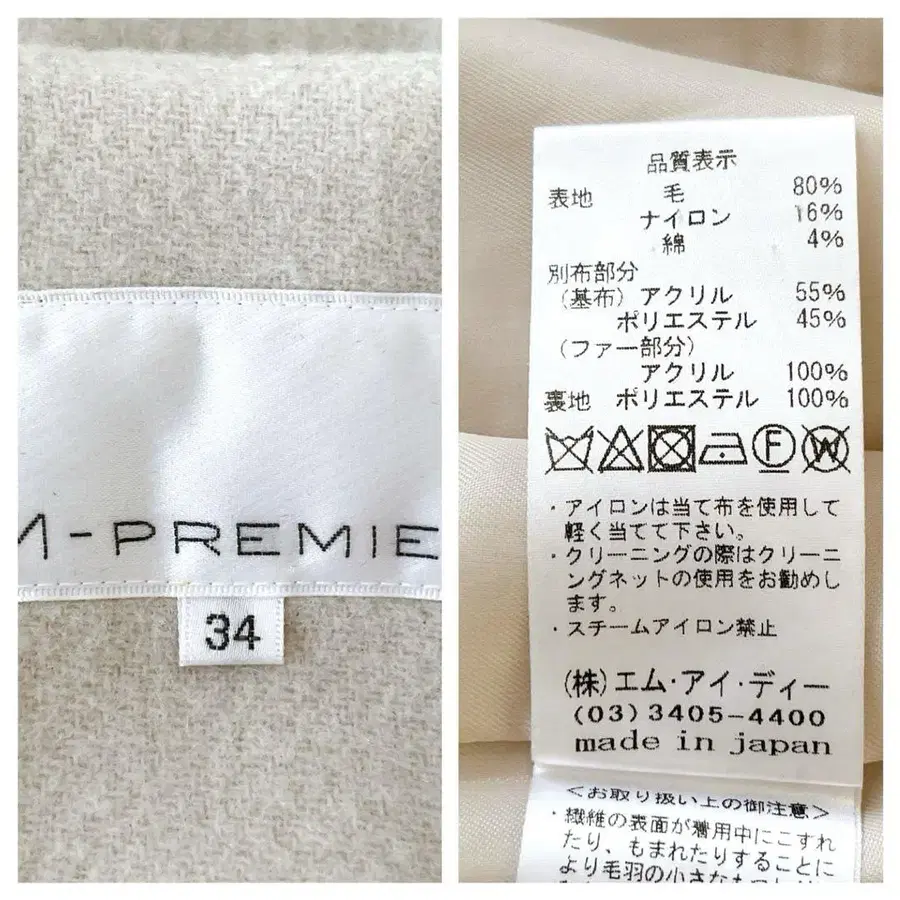 M-PREMIE
34
品質表示
表地 毛 80%
ナイロン 16%
綿 4%
別布部分
(基布) アクリル 55%
ポリエステル 45%
(ファー部分)
アクリル 100%
裏地 ポリエステル 100%
F W
・アイロンは当て布を使用して
軽く当てて下さい。
・クリーニングの際はクリーニ
ングネットの使用をお勧めし
ます。
・スチームアイロン禁止
(株)エム・アイ・ディー
(03)3405-4400
made in japan
<お取り扱い上の御注意>
・繊維の表面が着用中にこすれ
たり、もまれたりすることに
より毛羽の小さな